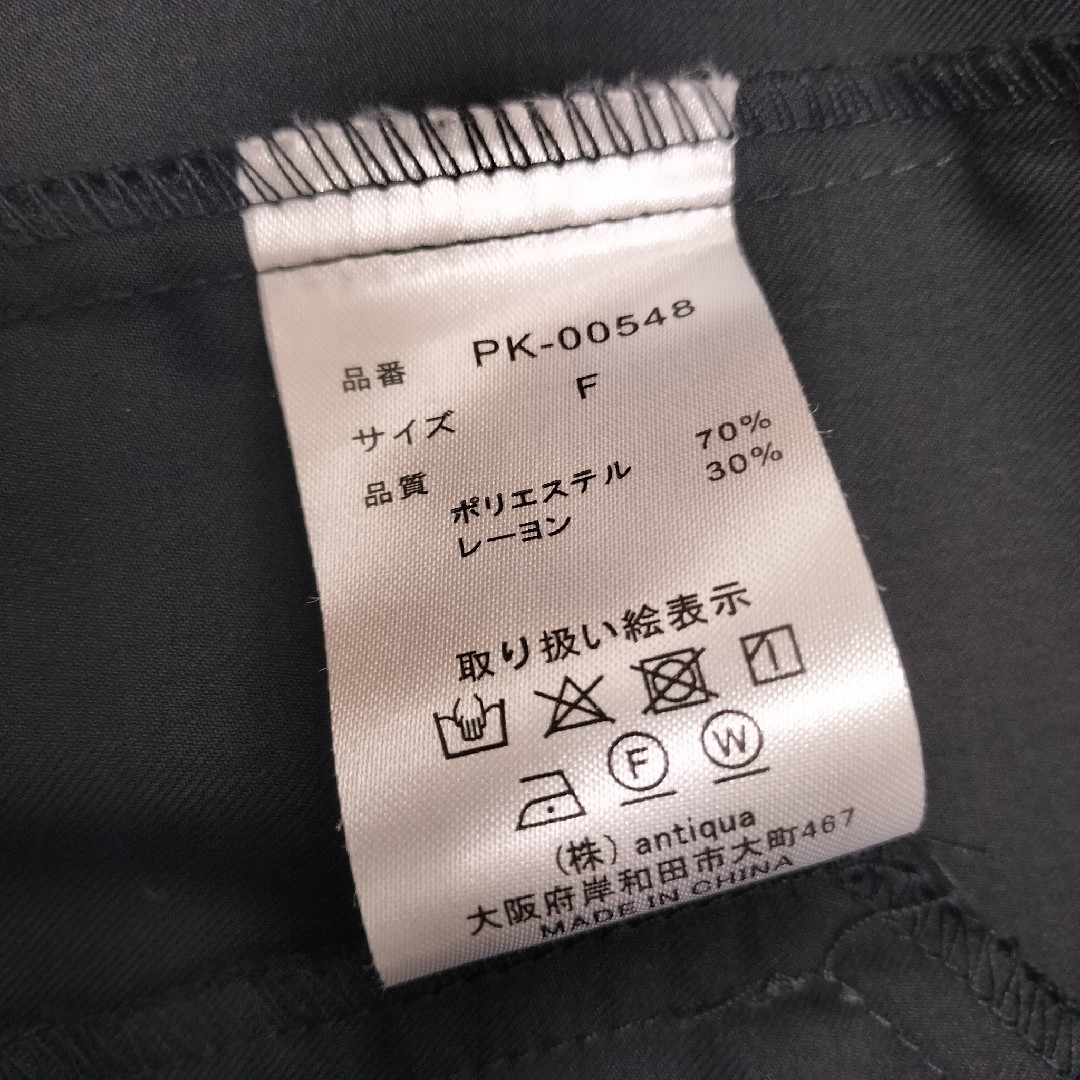 品番 PK-00548
サイズ F
品質 ポリエステル 70%
レーヨン 30%
取り扱い絵表示
F W
(株) antiqua
大阪府岸和田市大町467
MADE IN CHINA